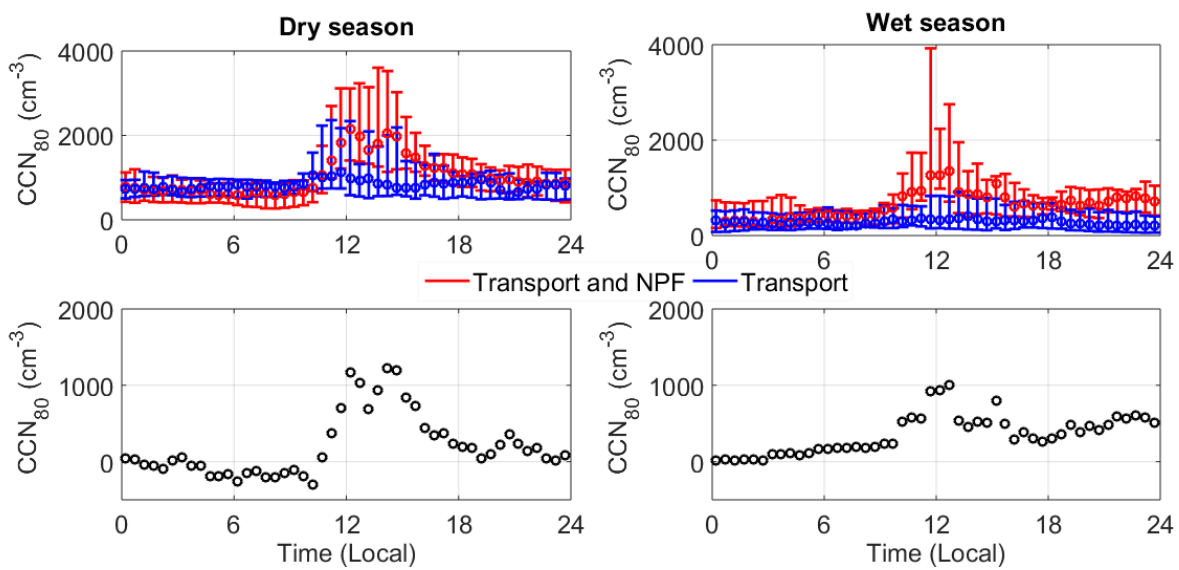 Dry season
CCN80 (cm-3)
4000
2000
0
0 6 12 18 24
Wet season
CCN80 (cm-3)
4000
2000
0
0 6 12 18 24
Transport and NPF Transport
CCN80 (cm-3)
2000
1000
0
0 6 12 18 24
Time (Local)
CCN80 (cm-3)
2000
1000
0
0 6 12 18 24
Time (Local)